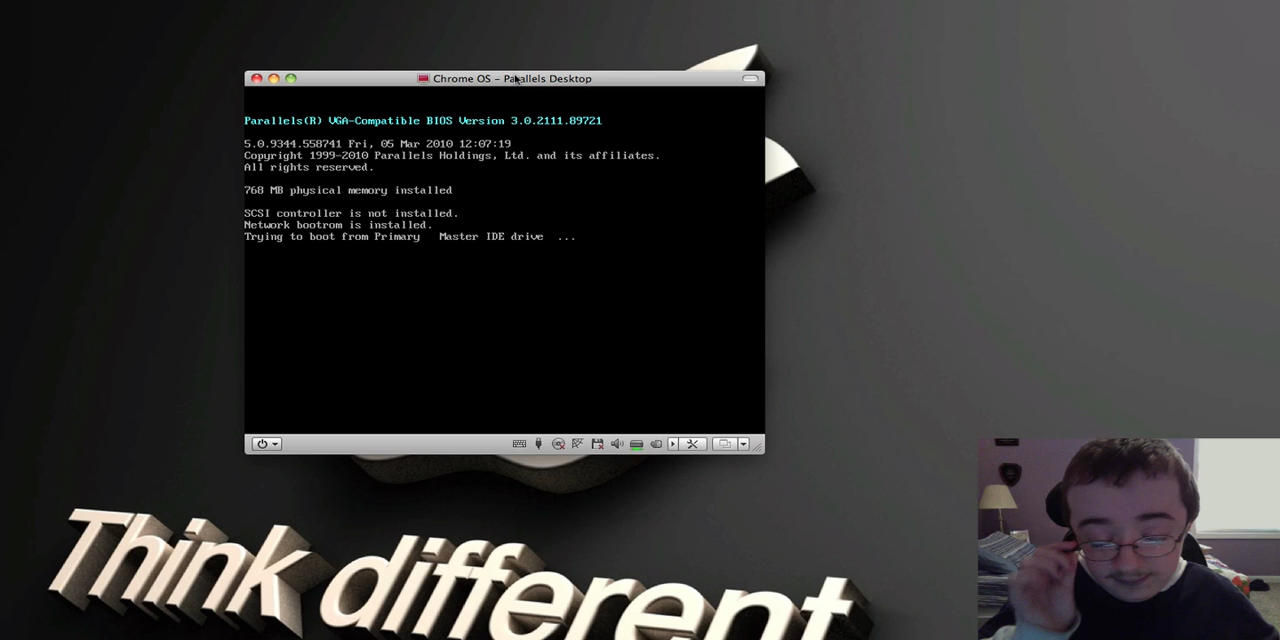 Chrome OS - Parallels Desktop
Parallels(R) VGA-Compatible BIOS Version 3.0.2111.89721
5.0.9344.558741 Fri, 05 Mar 2010 12:07:19
Copyright 1999-2010 Parallels Holdings, Ltd. and its affiliates.
All rights reserved.
768 MB physical memory installed
SCSI controller is not installed.
Network bootrom is installed.
Trying to boot from Primary Master IDE drive ...
Think different